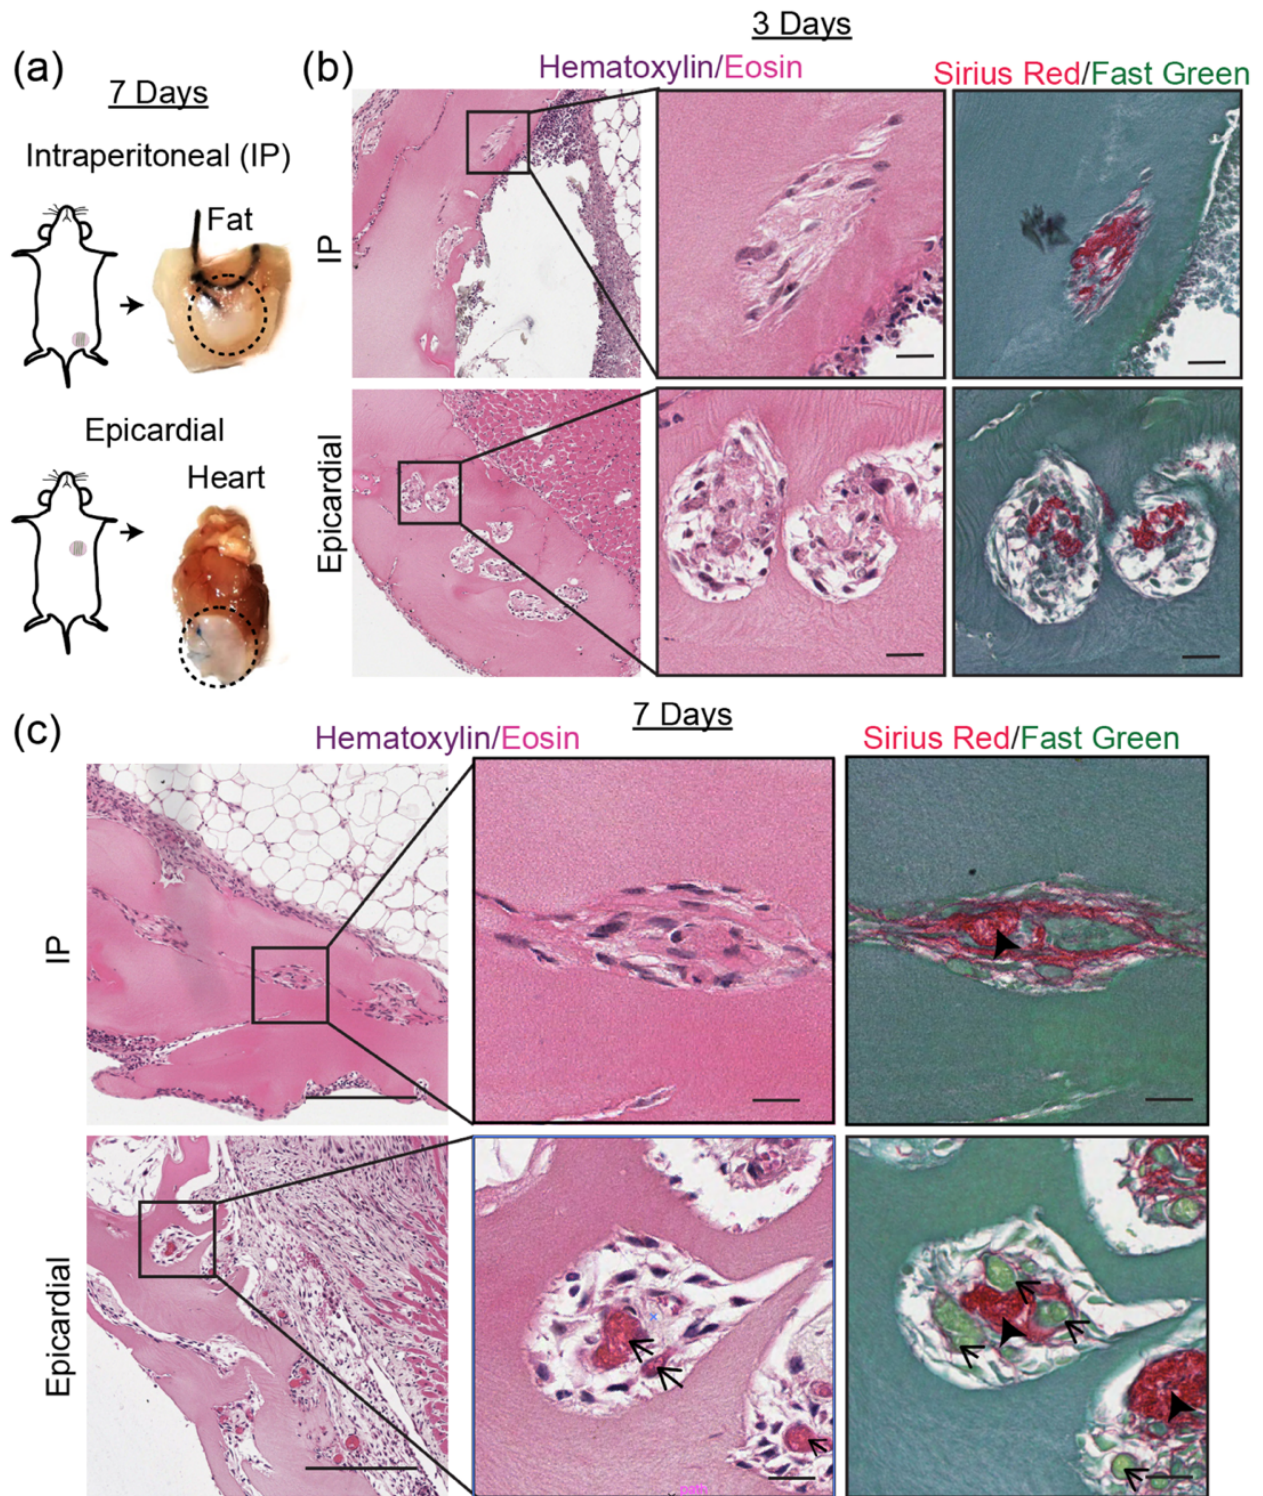 (a)
7 Days
Intraperitoneal (IP)
Fat
Epicardial
Heart
(b)
3 Days
Hematoxylin/Eosin
Sirius Red/Fast Green
IP
Epicardial
(c)
7 Days
Hematoxylin/Eosin
Sirius Red/Fast Green
IP
Epicardial